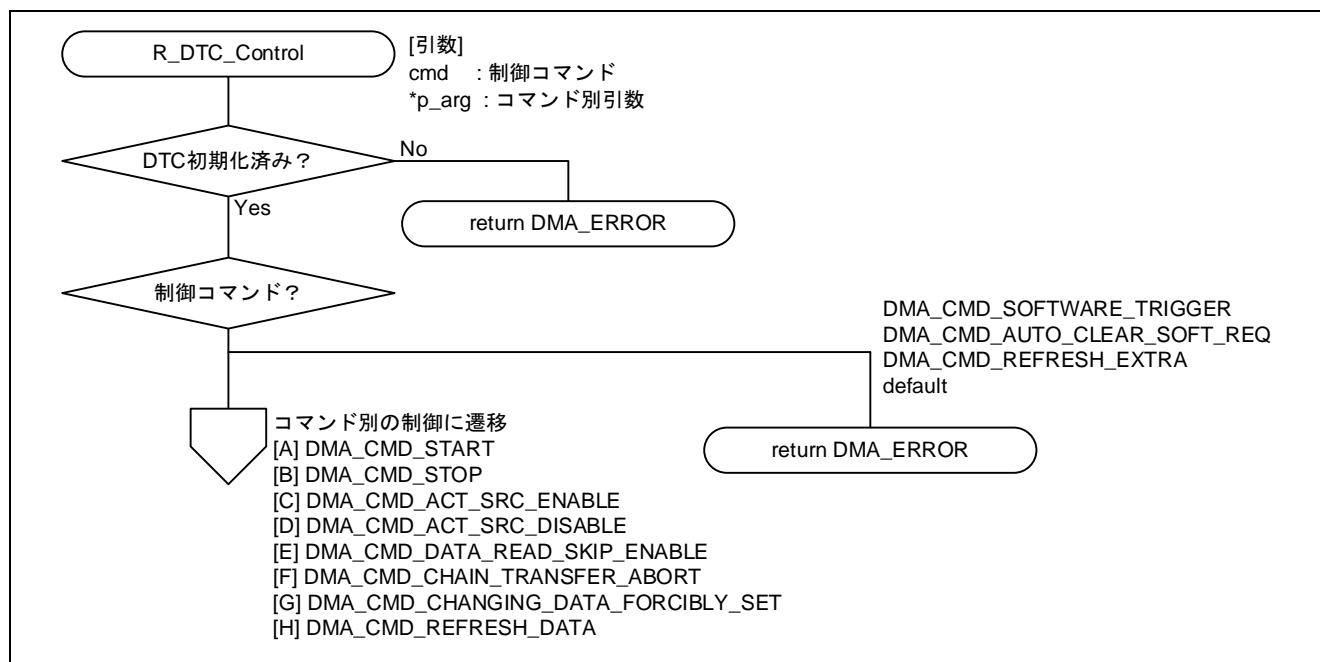 R_DTC_Control
[引数]
cmd : 制御コマンド
*p_arg : コマンド別引数
DTC初期化済み？
No
Yes
return DMA_ERROR
制御コマンド？
DMA_CMD_SOFTWARE_TRIGGER
DMA_CMD_AUTO_CLEAR_SOFT_REQ
DMA_CMD_REFRESH_EXTRA
default
return DMA_ERROR
コマンド別の制御に遷移
[A] DMA_CMD_START
[B] DMA_CMD_STOP
[C] DMA_CMD_ACT_SRC_ENABLE
[D] DMA_CMD_ACT_SRC_DISABLE
[E] DMA_CMD_DATA_READ_SKIP_ENABLE
[F] DMA_CMD_CHAIN_TRANSFER_ABORT
[G] DMA_CMD_CHANGING_DATA_FORCIBLY_SET
[H] DMA_CMD_REFRESH_DATA